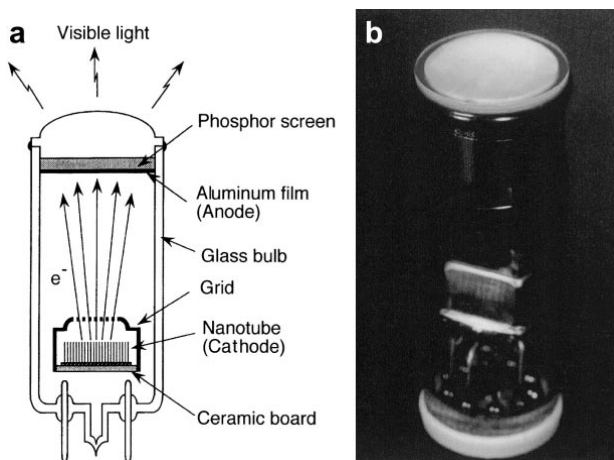 a
Visible light
Phosphor screen
Aluminum film
(Anode)
Glass bulb
e-
Grid
Nanotube
(Cathode)
Ceramic board
b